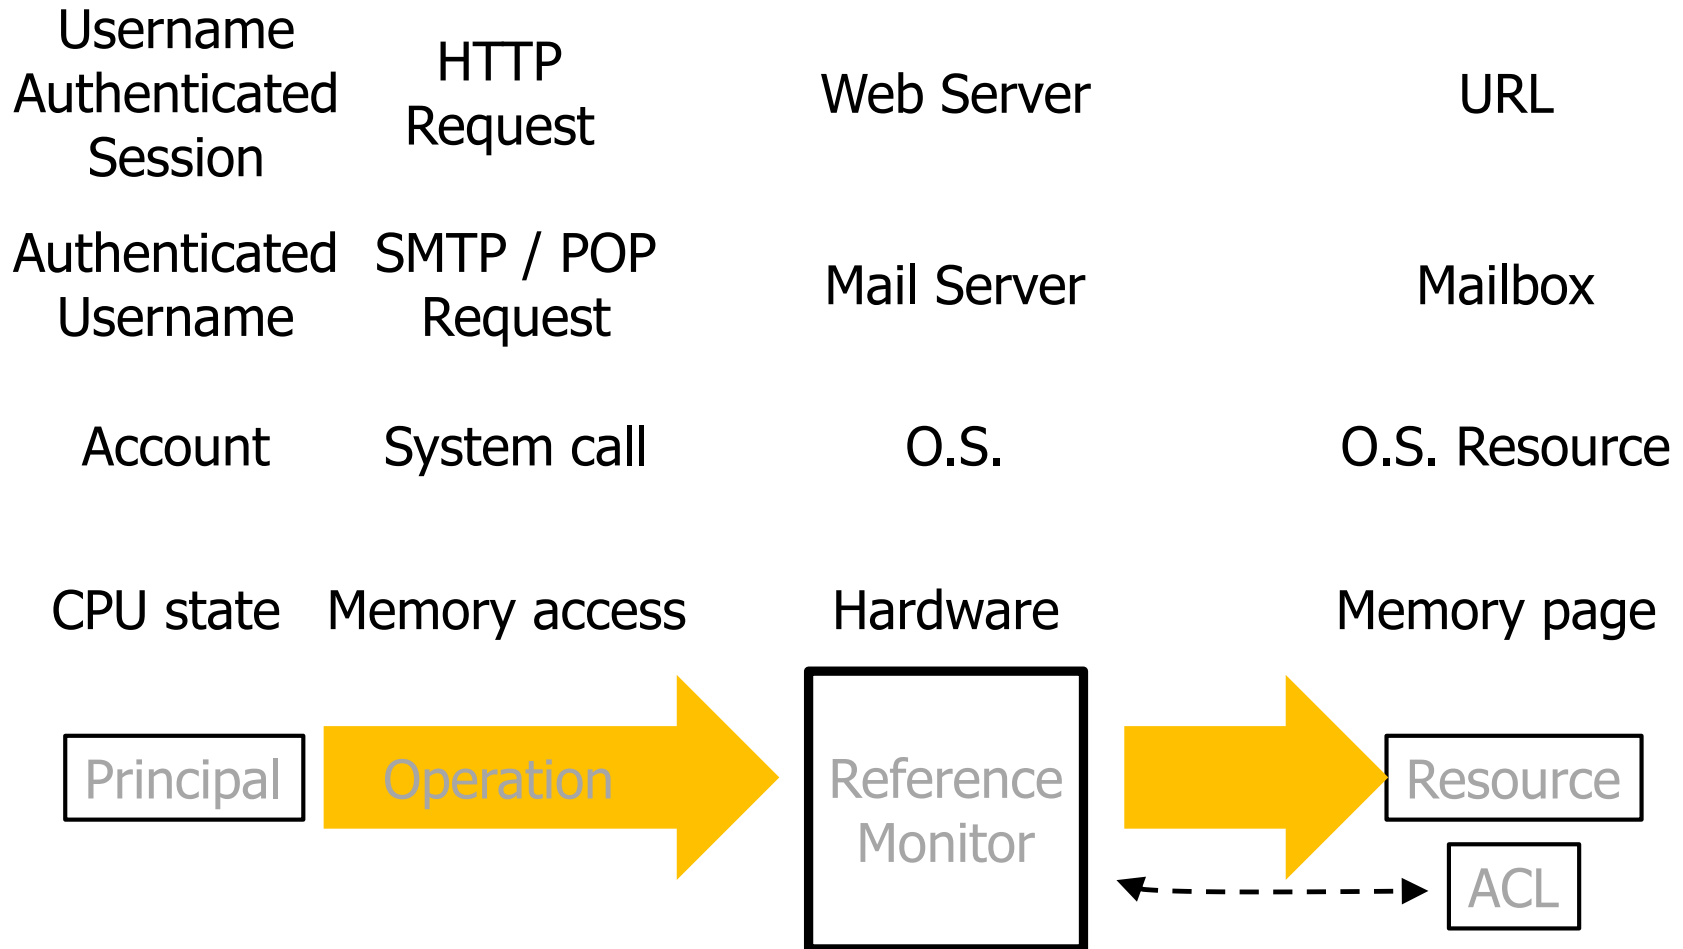 Username
Authenticated
Session
HTTP
Request
Web Server
URL
Authenticated
Username
SMTP / POP
Request
Mail Server
Mailbox
Account
System call
O.S.
O.S. Resource
CPU state
Memory access
Hardware
Memory page
Principal
Operation
Reference
Monitor
Resource
ACL